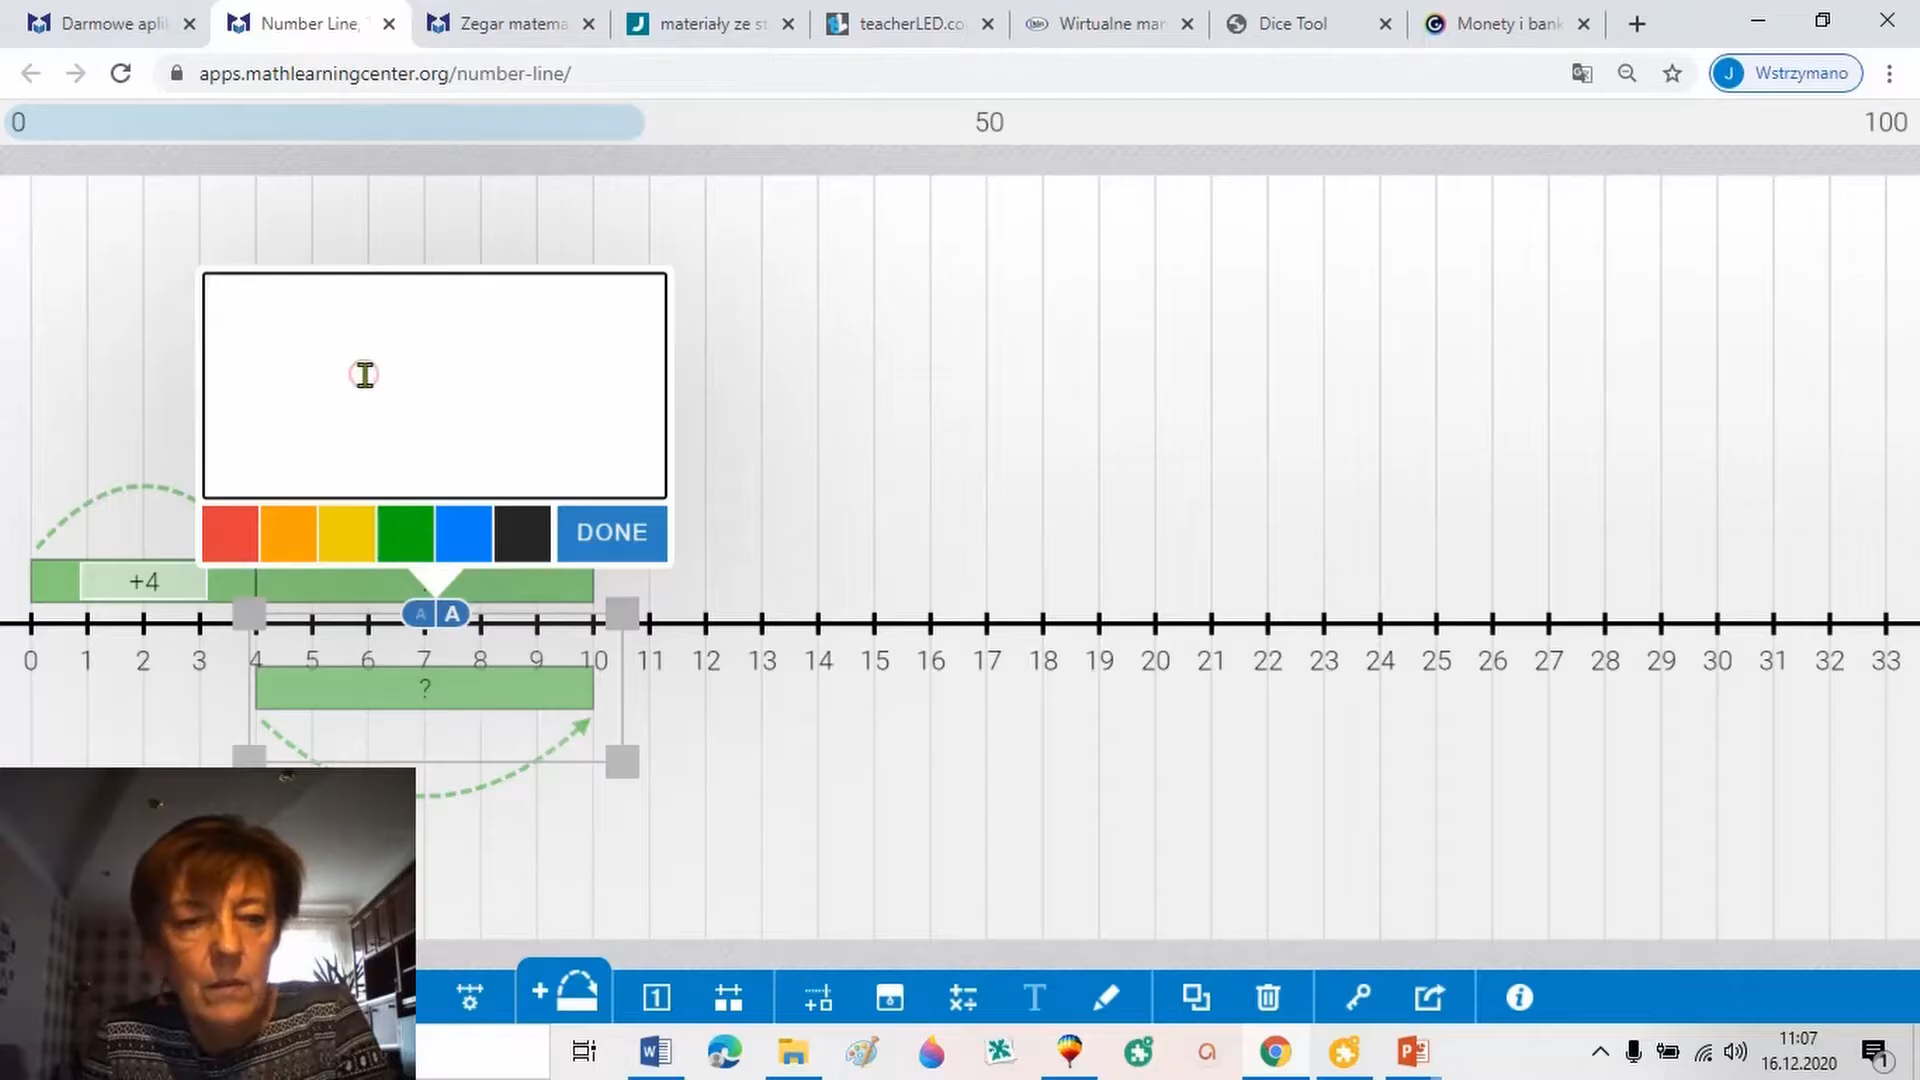 Darmowe apli
Number Line,
Zegar matema
materiały ze st
teacherLED.co
Wirtualne mar
Dice Tool
Monety i bank
apps.mathlearningcenter.org/number-line/
J Wstrzymano
0 50 100
DONE
+4
A A
0 1 2 3 4 5 6 7 8 9 10 11 12 13 14 15 16 17 18 19 20 21 22 23 24 25 26 27 28 29 30 31 32 33
?
1
T
11:07
16.12.2020
1